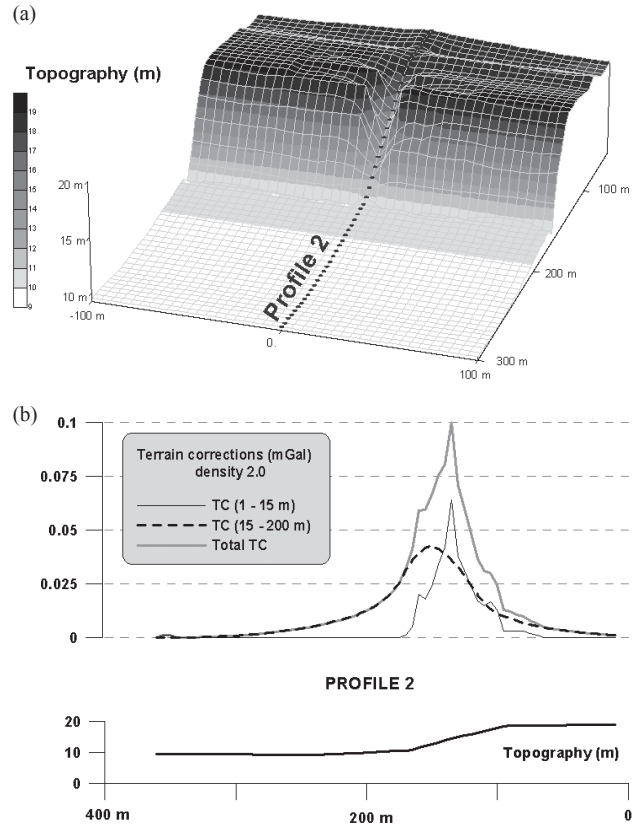 (a)
Topography (m)
19
18
17
16
15
14
13
12
11
10
9
20 m
15 m
10 m
-100 m
0.
100 m
Profile 2
100 m
200 m
300 m
(b)
0.1
0.075
0.05
0.025
0
Terrain corrections (mGal)
density 2.0
TC (1 - 15 m)
TC (15 - 200 m)
Total TC
PROFILE 2
20
10
0
Topography (m)
400 m
200 m
0